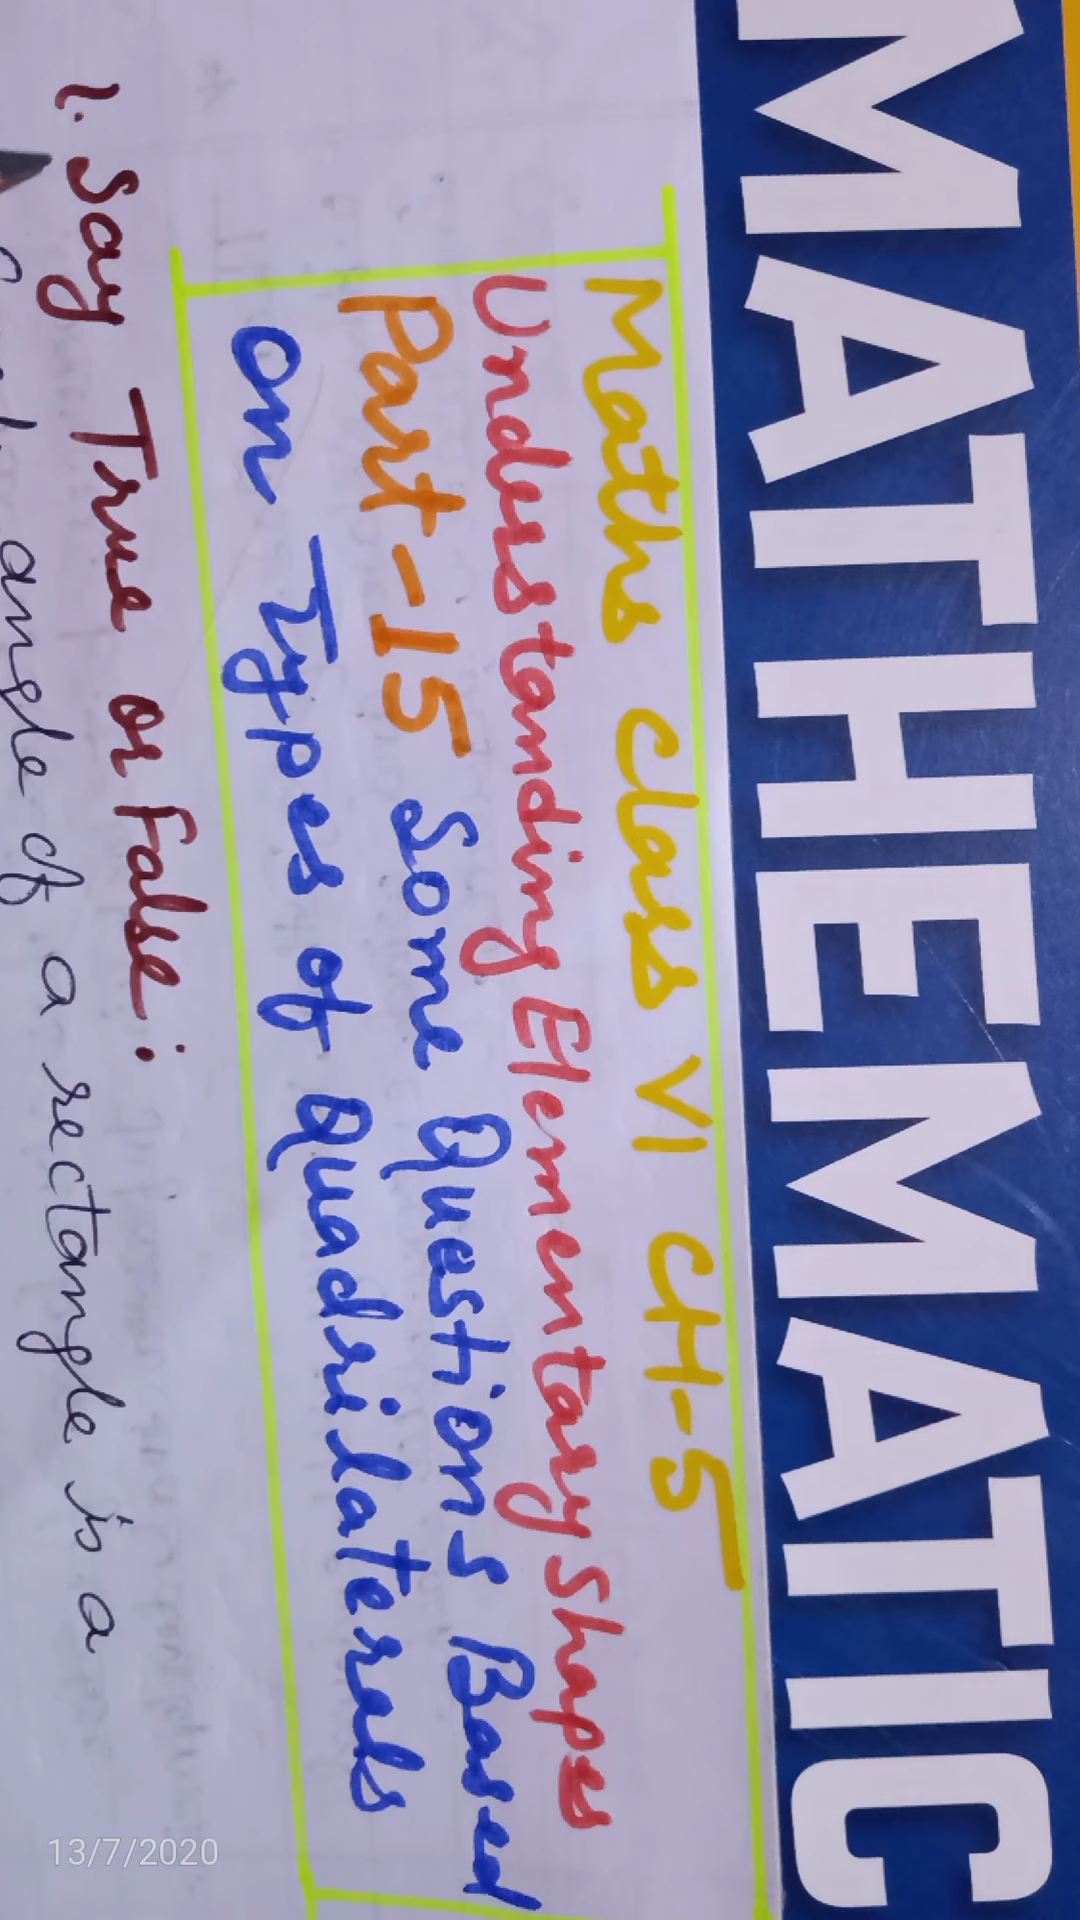 MATHEMATIC
Maths Class VI CH-5
Understanding Elementary Shapes
Part-15 Some Questions Based
on Types of Quadrilaterals
1. Say True or False:
angle of a rectangle is a
13/7/2020